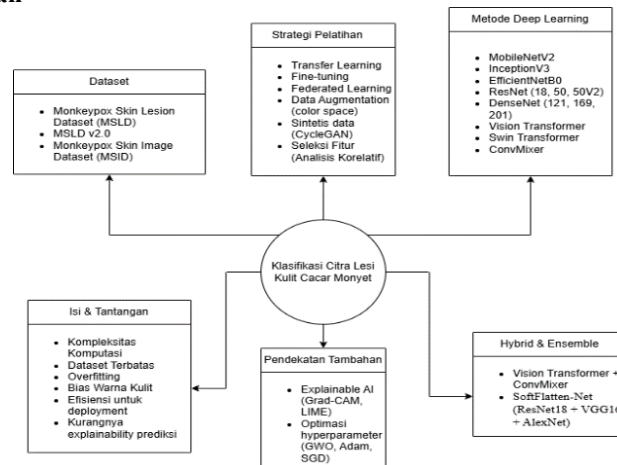 Strategi Pelatihan
Transfer Learning
Fine-tuning
Federated Learning
Data Augmentation
(color space)
Sintetis data
(CycleGAN)
Seleksi Fitur
(Analisis Korelatif)
Metode Deep Learning
MobileNetV2
InceptionV3
EfficientNetB0
ResNet (18, 50, 50V2)
DenseNet (121, 169,
201)
Vision Transformer
Swin Transformer
ConvMixer
Dataset
Monkeypox Skin Lesion
Dataset (MSLD)
MSLD v2.0
Monkeypox Skin Image
Dataset (MSID)
Klasifikasi Citra Lesi
Kulit Cacar Monyet
Isi & Tantangan
Kompleksitas
Komputasi
Dataset Terbatas
Overfitting
Bias Warna Kulit
Efisiensi untuk
deployment
Kurangnya
explainability prediksi
Pendekatan Tambahan
Explainable AI
(Grad-CAM,
LIME)
Optimasi
hyperparameter
(GWO, Adam,
SGD)
Hybrid & Ensemble
Vision Transformer +
ConvMixer
SoftFlatten-Net
(ResNet18 + VGG16
+ AlexNet)